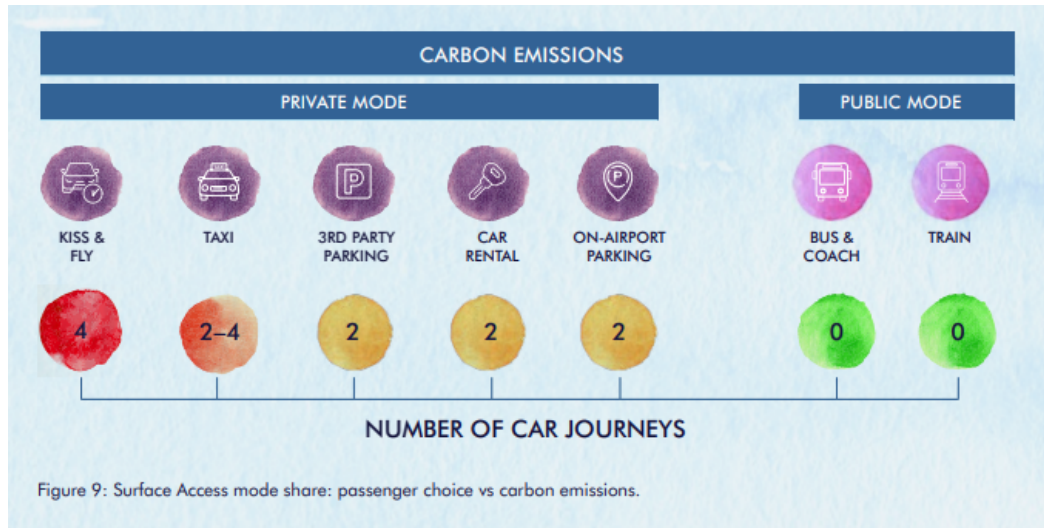 CARBON EMISSIONS
PRIVATE MODE
PUBLIC MODE
TAXI
P
P
KISS &
FLY
TAXI
3RD PARTY
PARKING
CAR
RENTAL
ON-AIRPORT
PARKING
BUS &
COACH
TRAIN
4
2–4
2
2
2
0
0
NUMBER OF CAR JOURNEYS
Figure 9: Surface Access mode share: passenger choice vs carbon emissions.